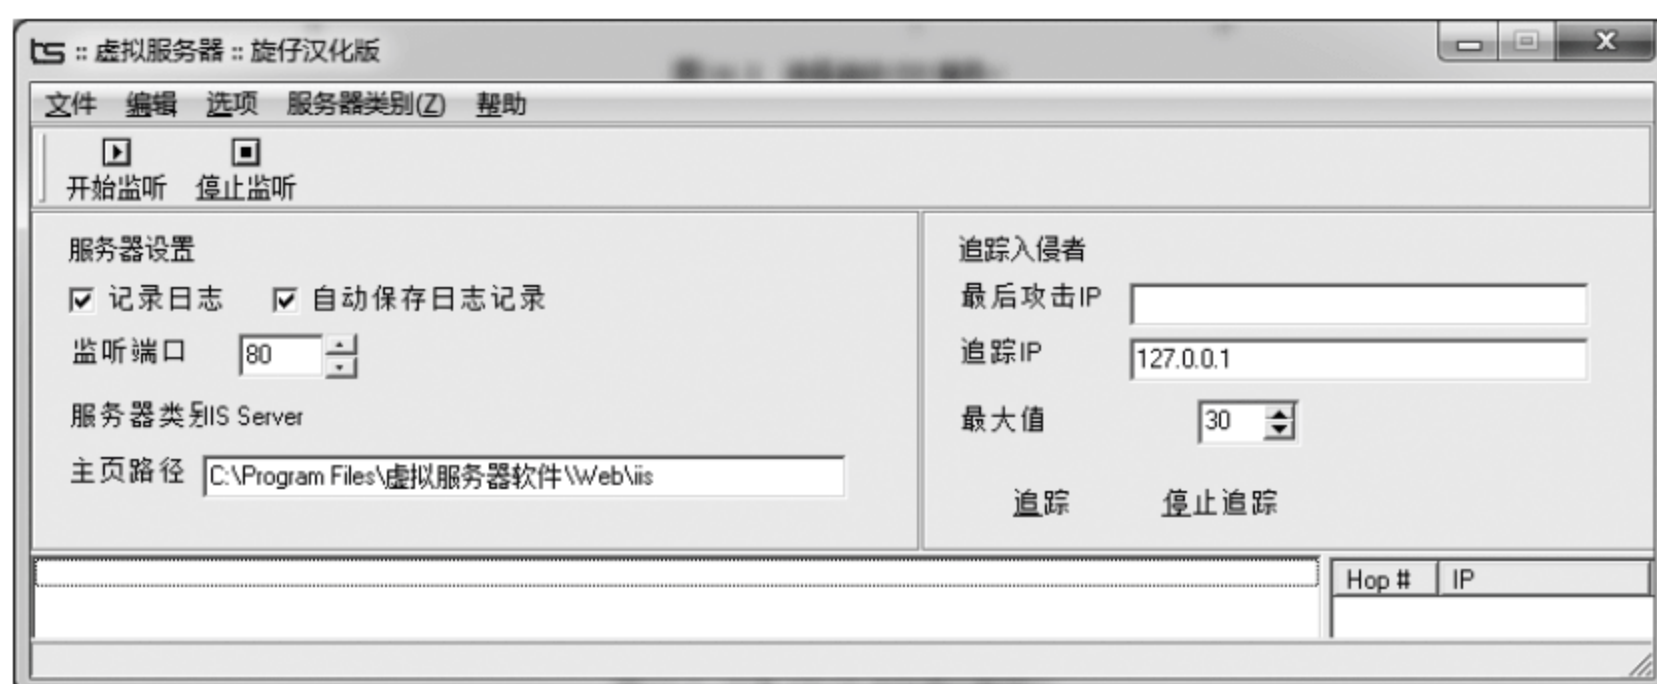 ts :: 虚拟服务器 :: 旋仔汉化版
文件 编辑 选项 服务器类别(Z) 帮助
开始监听 停止监听
服务器设置
记录日志 自动保存日志记录
监听端口 80
服务器类别IIS Server
主页路径 C:\Program Files\虚拟服务器软件\Web\iis
追踪入侵者
最后攻击IP
追踪IP 127.0.0.1
最大值 30
追踪 停止追踪
Hop # IP